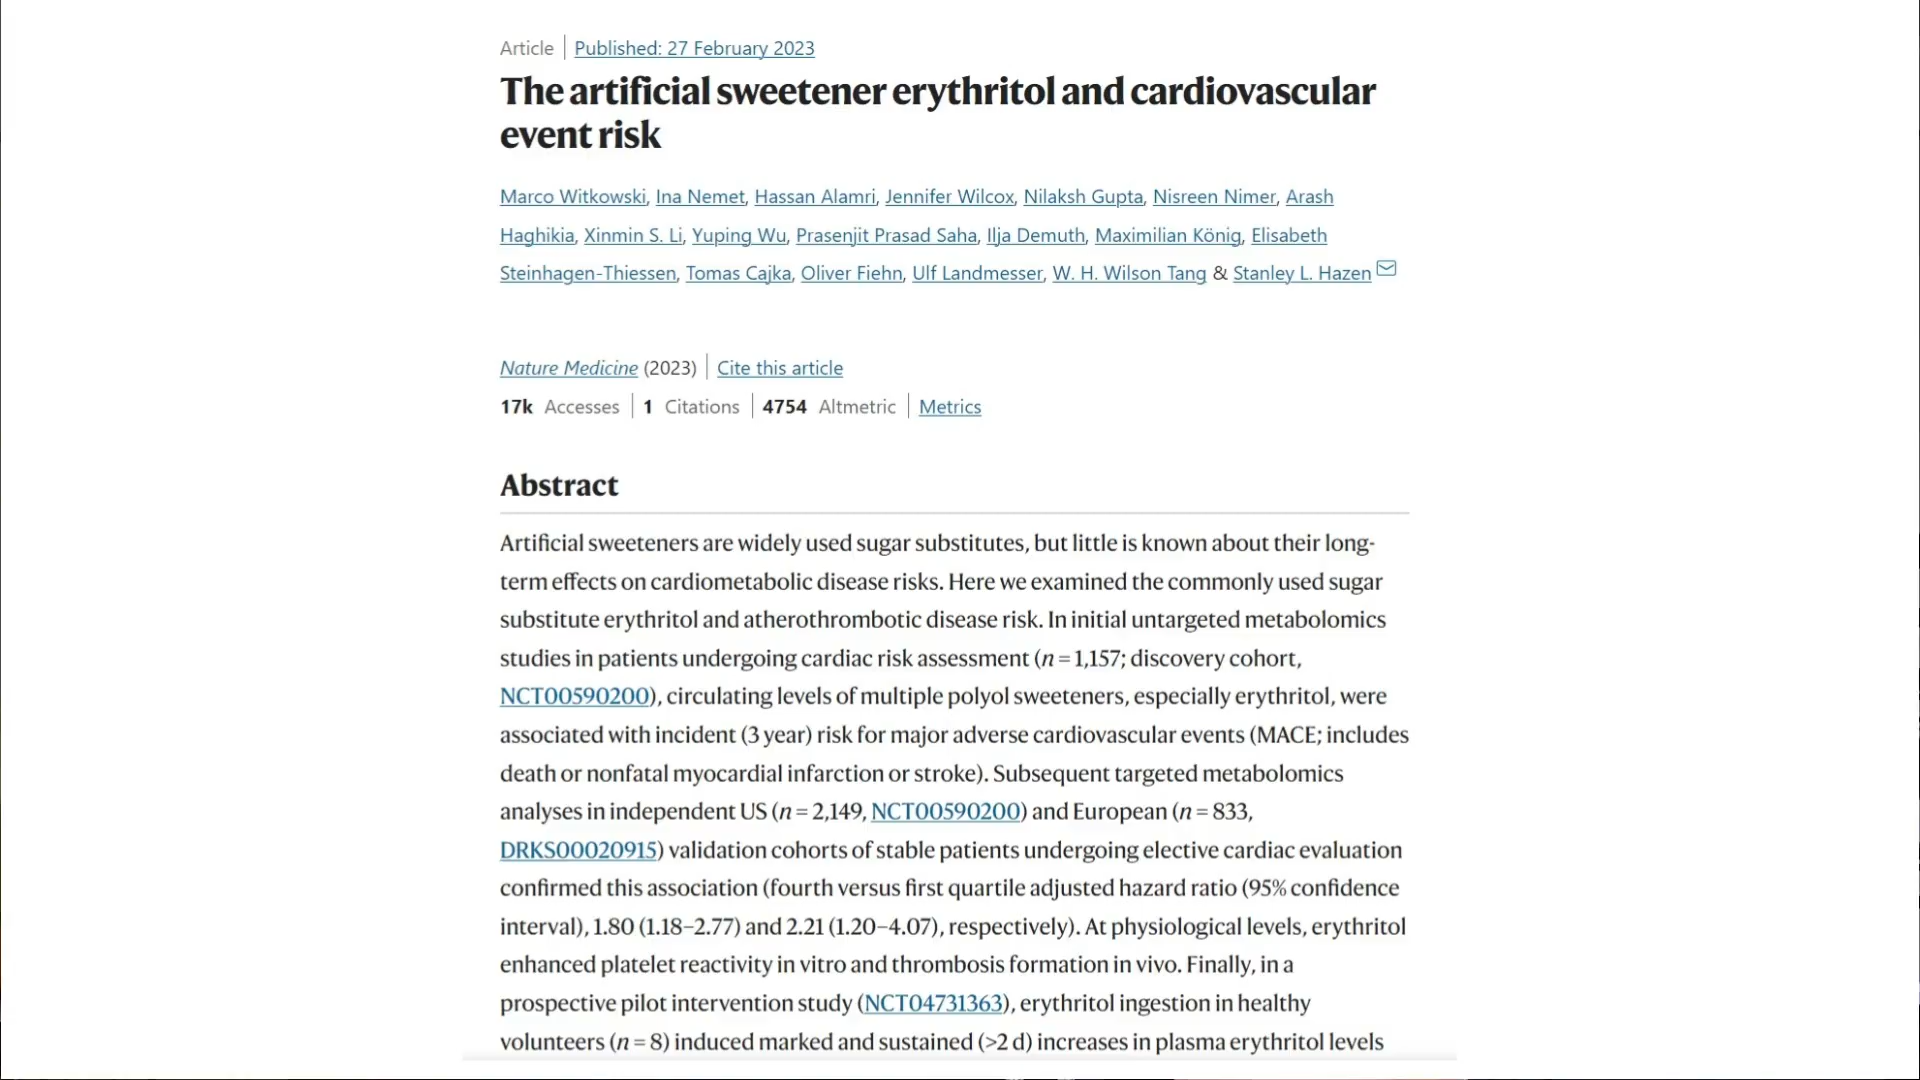 Article | Published: 27 February 2023
The artificial sweetener erythritol and cardiovascular
event risk
Marco Witkowski, Ina Nemet, Hassan Alamri, Jennifer Wilcox, Nilaksh Gupta, Nisreen Nimer, Arash
Haghikia, Xinmin S. Li, Yuping Wu, Prasenjit Prasad Saha, Ilja Demuth, Maximilian König, Elisabeth
Steinhagen-Thiessen, Tomas Cajka, Oliver Fiehn, Ulf Landmesser, W. H. Wilson Tang & Stanley L. Hazen
Nature Medicine (2023) | Cite this article
17k Accesses | 1 Citations | 4754 Altmetric | Metrics
Abstract
Artificial sweeteners are widely used sugar substitutes, but little is known about their long-
term effects on cardiometabolic disease risks. Here we examined the commonly used sugar
substitute erythritol and atherothrombotic disease risk. In initial untargeted metabolomics
studies in patients undergoing cardiac risk assessment (n = 1,157; discovery cohort,
NCT00590200), circulating levels of multiple polyol sweeteners, especially erythritol, were
associated with incident (3 year) risk for major adverse cardiovascular events (MACE; includes
death or nonfatal myocardial infarction or stroke). Subsequent targeted metabolomics
analyses in independent US (n = 2,149, NCT00590200) and European (n = 833,
DRKS00020915) validation cohorts of stable patients undergoing elective cardiac evaluation
confirmed this association (fourth versus first quartile adjusted hazard ratio (95% confidence
interval), 1.80 (1.18–2.77) and 2.21 (1.20–4.07), respectively). At physiological levels, erythritol
enhanced platelet reactivity in vitro and thrombosis formation in vivo. Finally, in a
prospective pilot intervention study (NCT04731363), erythritol ingestion in healthy
volunteers (n = 8) induced marked and sustained (>2 d) increases in plasma erythritol levels